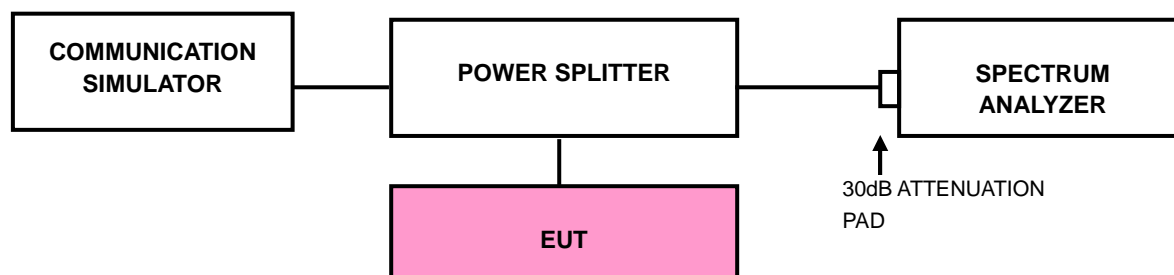 COMMUNICATION
SIMULATOR
POWER SPLITTER
SPECTRUM
ANALYZER
30dB ATTENUATION
PAD
EUT